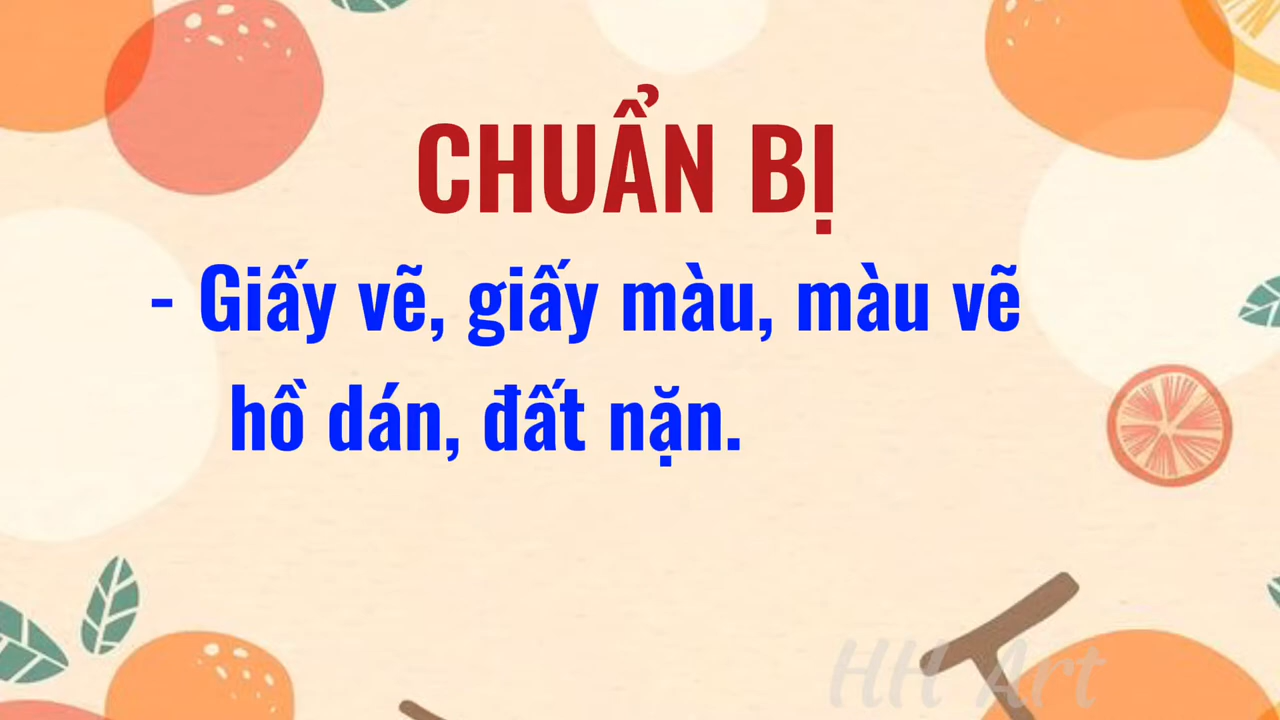 CHUẨN BỊ
- Giấy vẽ, giấy màu, màu vẽ
hồ dán, đất nặn.
HH Art